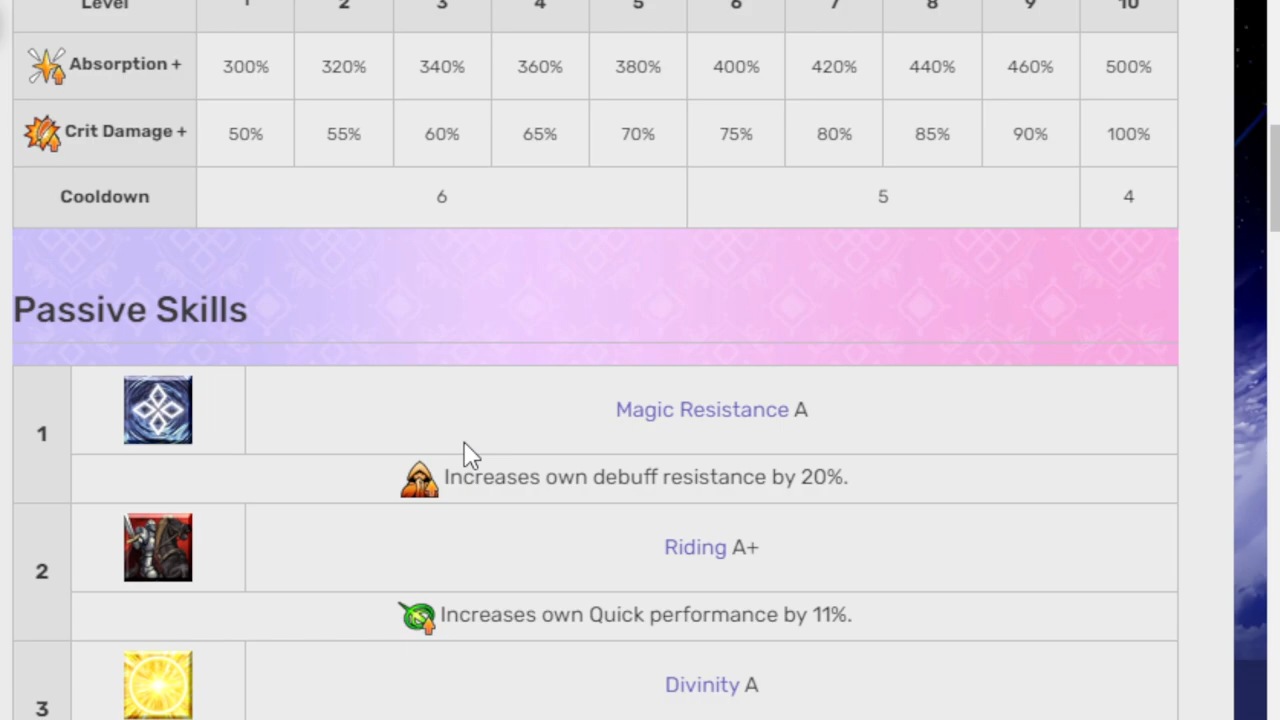 Level 1 2 3 4 5 6 7 8 9 10
Absorption + 300% 320% 340% 360% 380% 400% 420% 440% 460% 500%
Crit Damage + 50% 55% 60% 65% 70% 75% 80% 85% 90% 100%
Cooldown 6 5 4
Passive Skills
1 Magic Resistance A
Increases own debuff resistance by 20%.
2 Riding A+
Increases own Quick performance by 11%.
3 Divinity A